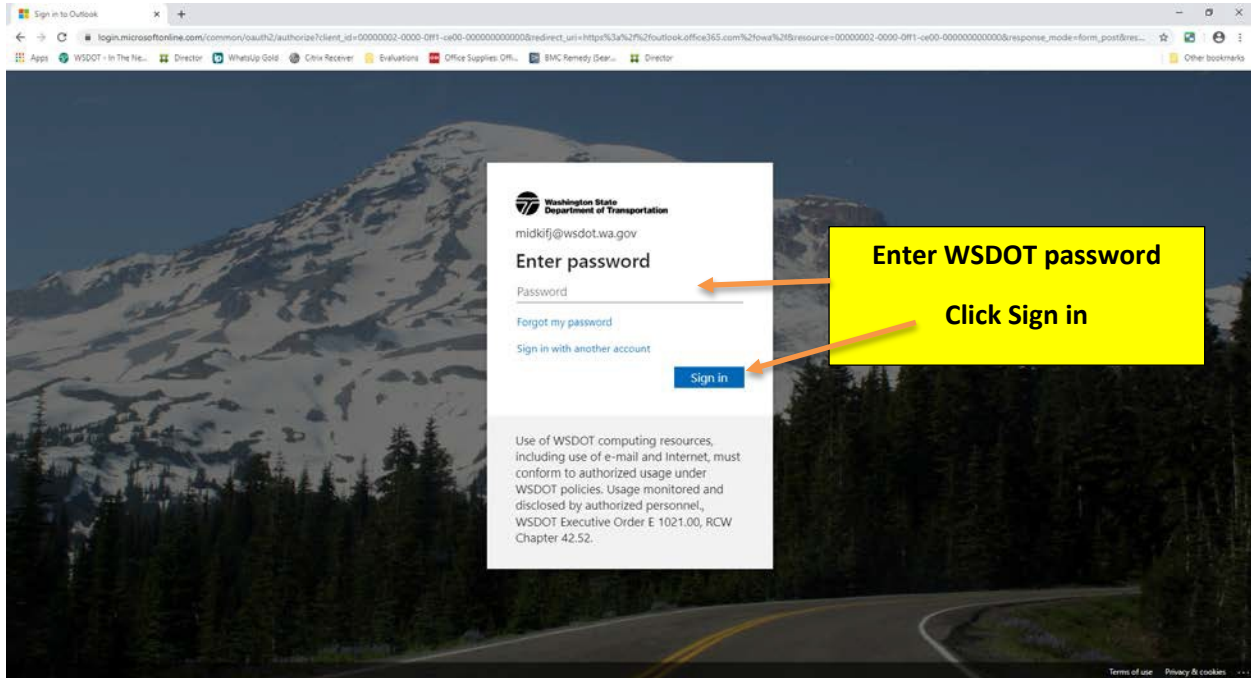 Sign in to Outlook
login.microsoftonline.com/common/oauth2/authorize?client_id=00000002-0000-0ff1-ce00-000000000000&redirect_uri=https%3a%2f%2foutlook.office365.com%2fowa%2f&resource=00000002-0000-0ff1-ce00-000000000000&response_mode=form_post&res...
Apps WSDOT - In The Ne... Director WhatsUp Gold Citrix Receiver Evaluations Office Supplies: Offi... BMC Remedy (Sear... Director Other bookmarks
Washington State
Department of Transportation
midkifj@wsdot.wa.gov
Enter password
Password
Forgot my password
Sign in with another account
Sign in
Enter WSDOT password
Click Sign in
Use of WSDOT computing resources,
including use of e-mail and Internet, must
conform to authorized usage under
WSDOT policies. Usage monitored and
disclosed by authorized personnel.,
WSDOT Executive Order E 1021.00, RCW
Chapter 42.52.
Terms of use Privacy & cookies ...